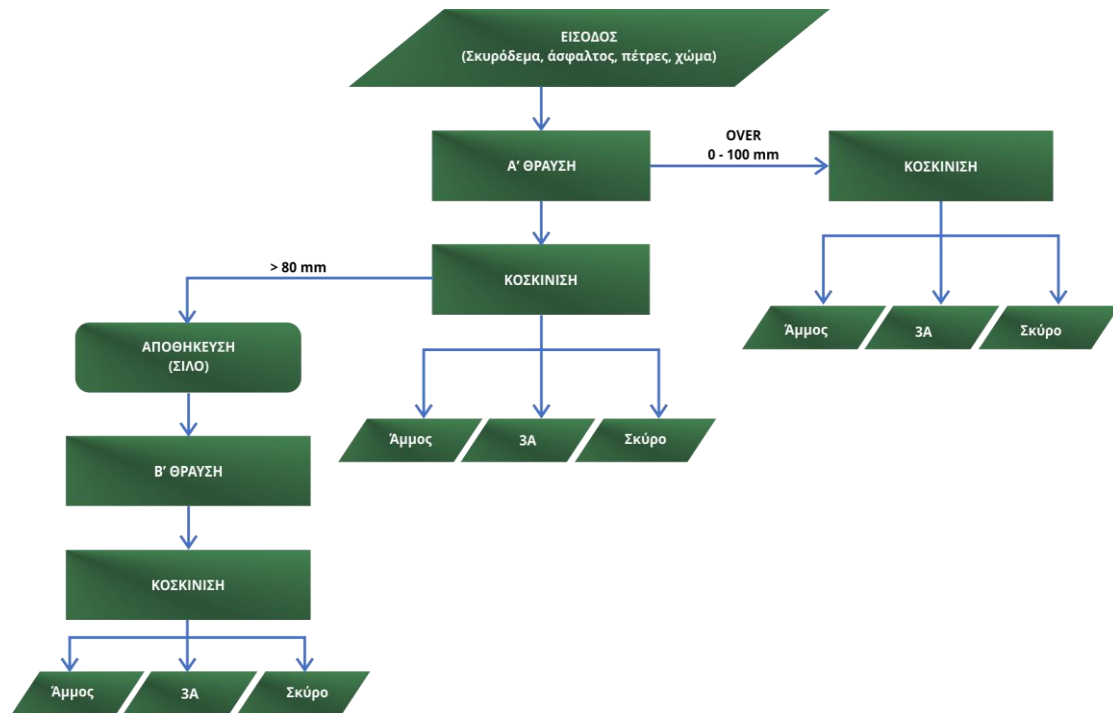 ΕΙΣΟΔΟΣ
(Σκυρόδεμα, άσφαλτος, πέτρες, χώμα)
Α' ΘΡΑΥΣΗ
OVER
0 - 100 mm
ΚΟΣΚΙΝΙΣΗ
> 80 mm
ΚΟΣΚΙΝΙΣΗ
Άμμος
3Α
Σκύρο
ΑΠΟΘΗΚΕΥΣΗ
(ΣΙΛΟ)
Άμμος
3Α
Σκύρο
Β' ΘΡΑΥΣΗ
ΚΟΣΚΙΝΙΣΗ
Άμμος
3Α
Σκύρο